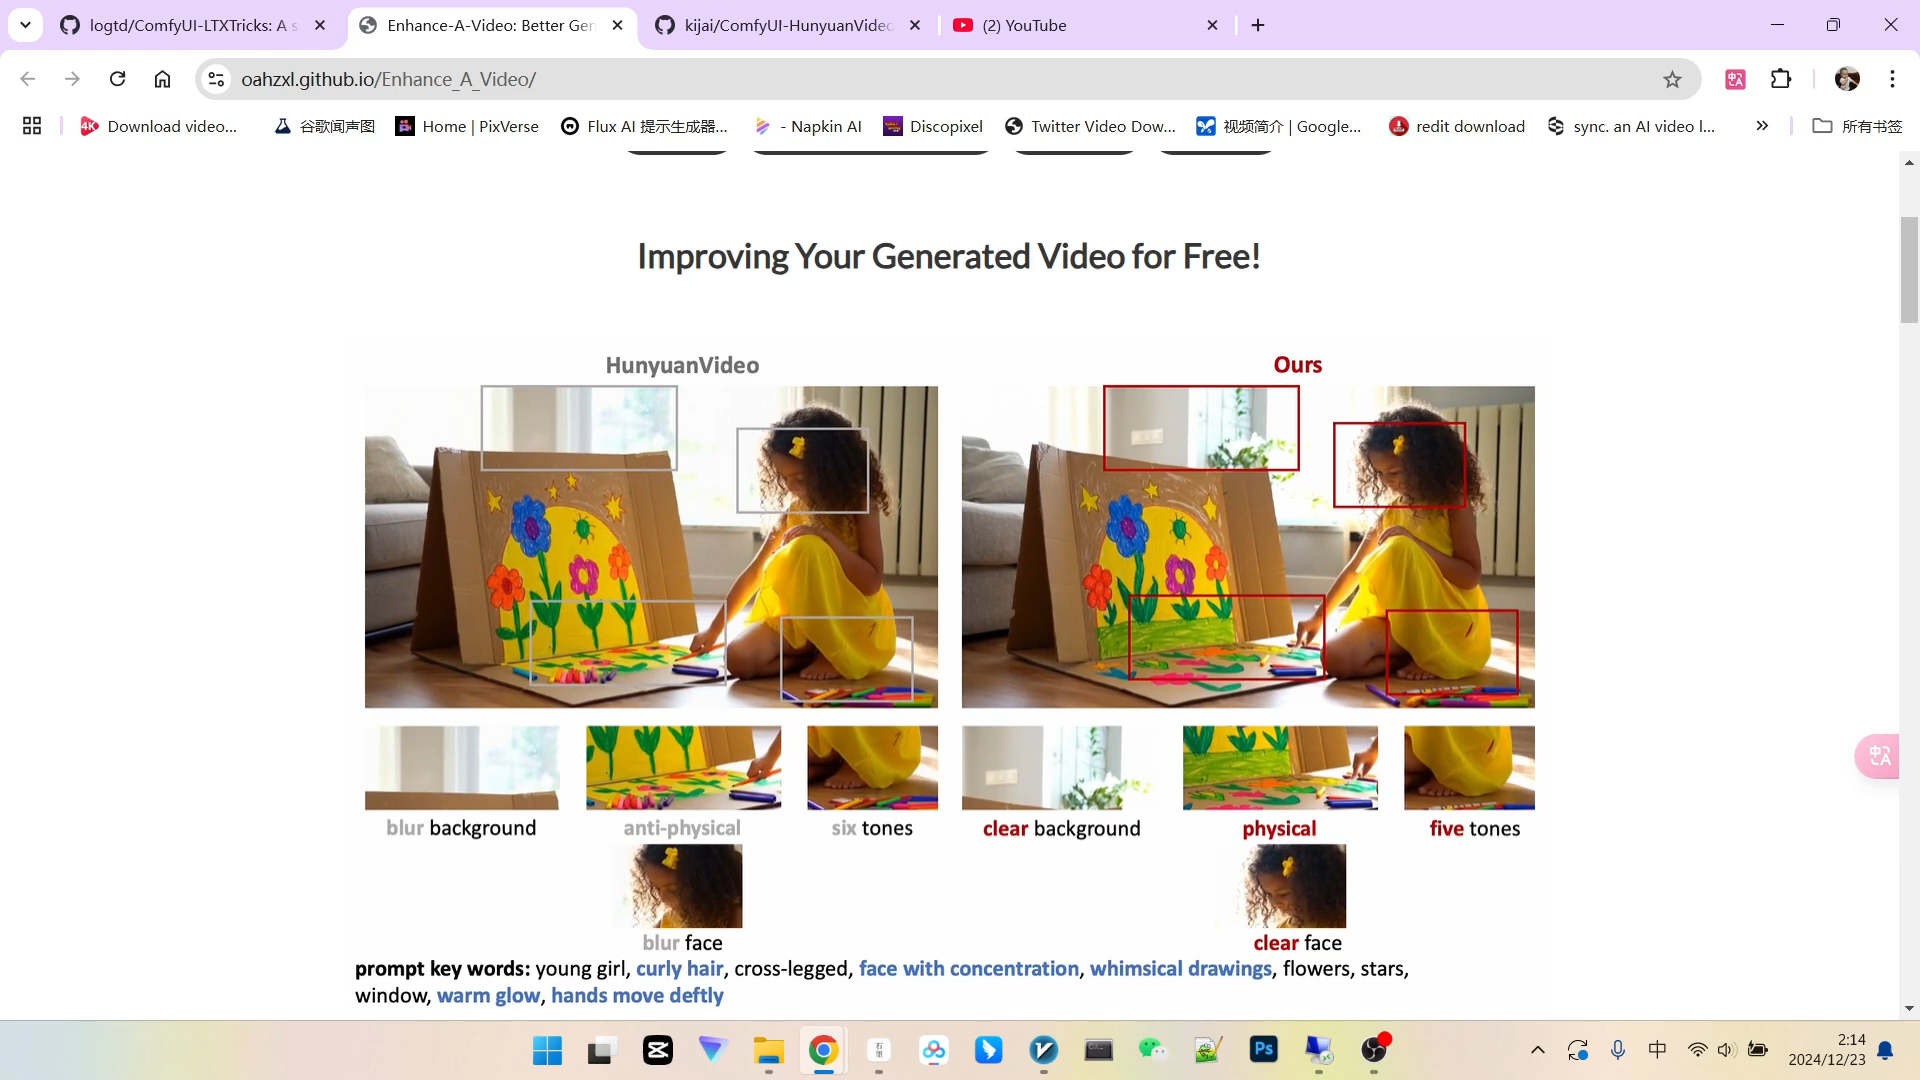 logtd/ComfyUI-LTXTricks: A s
Enhance-A-Video: Better Gen
kijai/ComfyUI-HunyuanVideo
(2) YouTube
oahzxl.github.io/Enhance_A_Video/
4K
Download video...
谷歌闻声图
Home | PixVerse
Flux AI 提示生成器...
- Napkin AI
Discopixel
Twitter Video Dow...
视频简介 | Google...
redit download
sync. an AI video l...
所有书签
Improving Your Generated Video for Free!
HunyuanVideo
Ours
blur background
anti-physical
six tones
clear background
physical
five tones
blur face
clear face
prompt key words: young girl, curly hair, cross-legged, face with concentration, whimsical drawings, flowers, stars,
window, warm glow, hands move deftly
石墨
Ps
中
2:14
2024/12/23